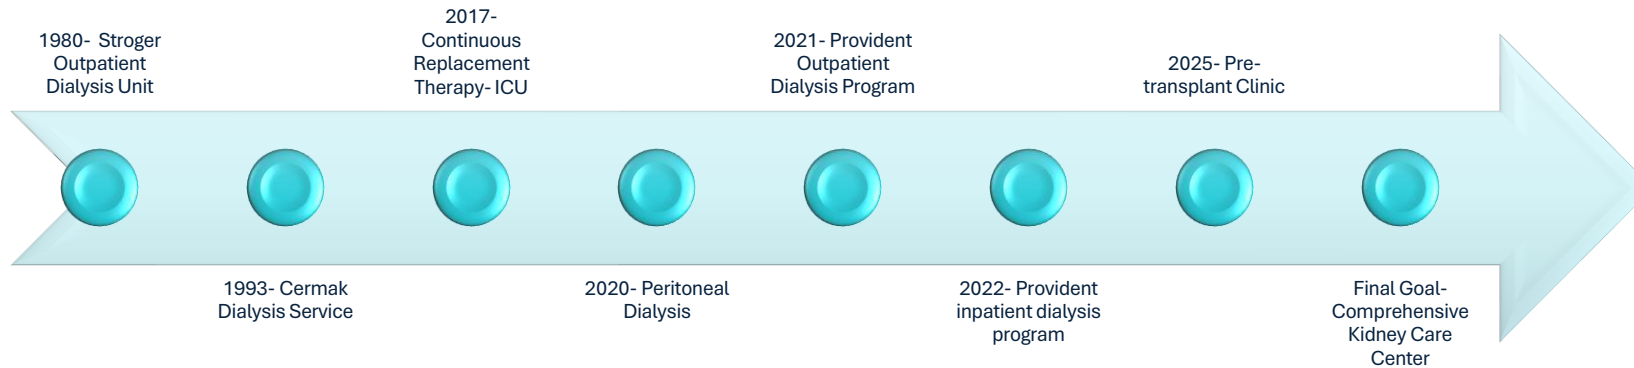 1980- Stroger
Outpatient
Dialysis Unit
1993- Cermak
Dialysis Service
2017-
Continuous
Replacement
Therapy- ICU
2020- Peritoneal
Dialysis
2021- Provident
Outpatient
Dialysis Program
2022- Provident
inpatient dialysis
program
2025- Pre-
transplant Clinic
Final Goal-
Comprehensive
Kidney Care
Center